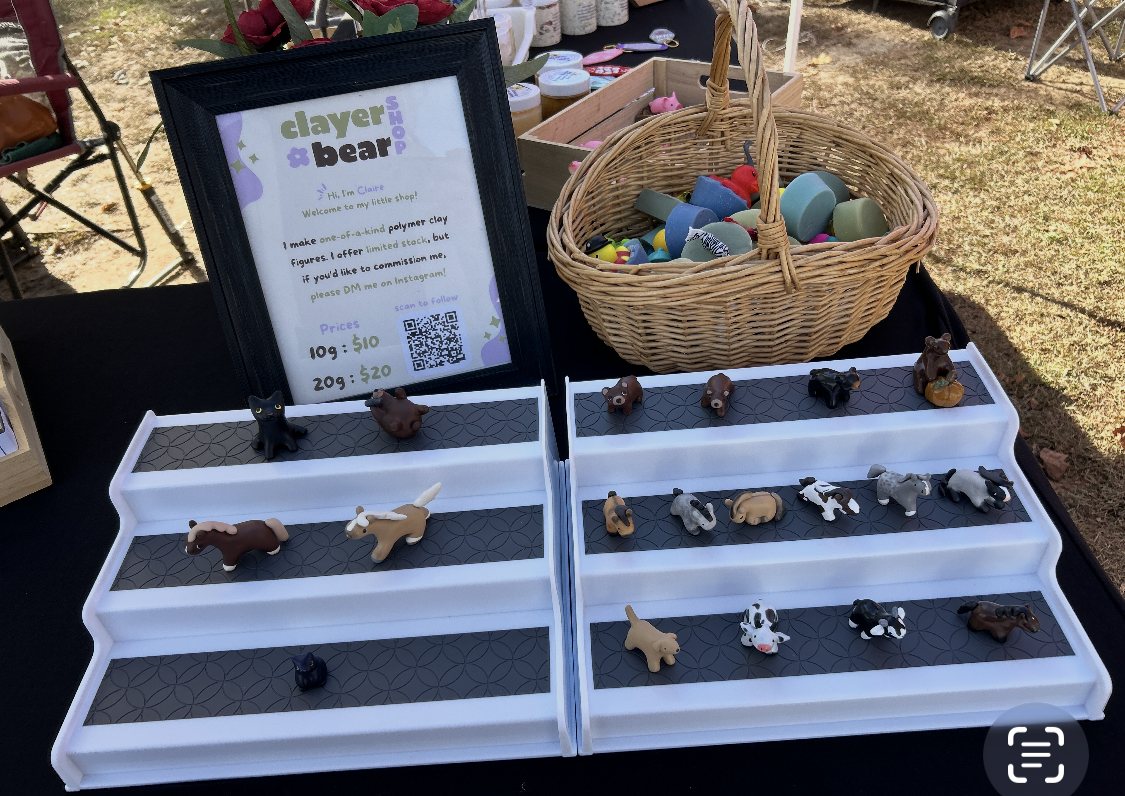 clayer
bear
SHOP
Hi, I'm Claire
Welcome to my little shop!
I make one-of-a-kind polymer clay
figures. I offer limited stock, but
if you'd like to commission me,
please DM me on Instagram!
scan to follow
Prices
10g : $10
20g : $20